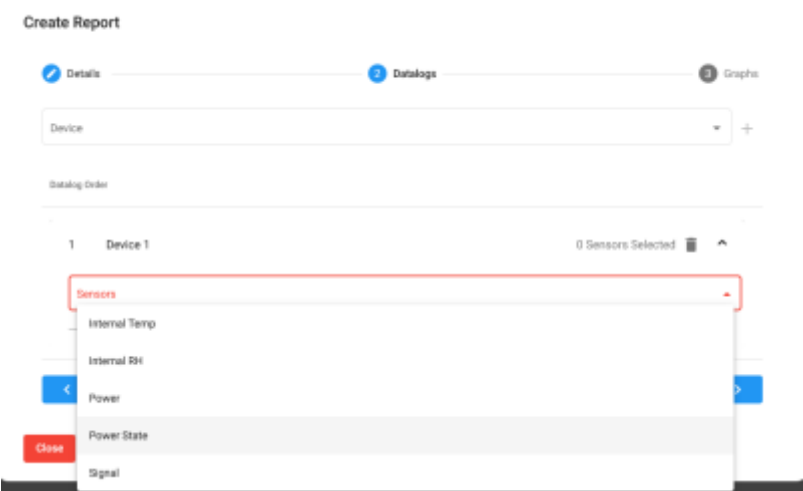 Create Report
Details
2 Datalogs
3 Graphs
Device
Datalog Order
1 Device 1 0 Sensors Selected
Sensors
Internal Temp
Internal RH
Power
Power State
Close
Signal